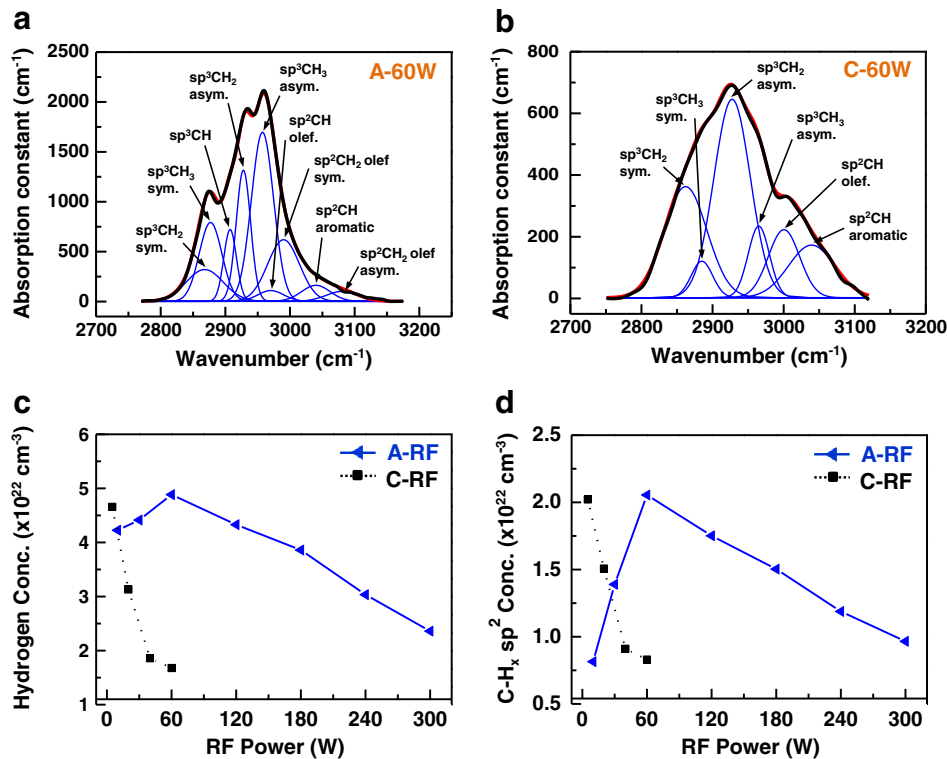 a
A-60W
Absorption constant (cm⁻¹)
2500
2000
1500
1000
500
0
sp³CH₂
sym.
sp³CH₃
sym.
sp³CH
sp³CH₂
asym.
sp³CH₃
asym.
sp²CH
olef.
sp²CH₂ olef
sym.
sp²CH
aromatic
sp²CH₂ olef
asym.
2700 2800 2900 3000 3100 3200
Wavenumber (cm⁻¹)
b
C-60W
Absorption constant (cm⁻¹)
800
600
400
200
0
sp³CH₂
sym.
sp³CH₃
sym.
sp³CH₂
asym.
sp³CH₃
asym.
sp²CH
olef.
sp²CH
aromatic
2700 2800 2900 3000 3100 3200
Wavenumber (cm⁻¹)
c
A-RF
C-RF
Hydrogen Conc. (x10²² cm⁻³)
6
5
4
3
2
1
0 60 120 180 240 300
RF Power (W)
d
A-RF
C-RF
C-Hₓ sp² Conc. (x10²² cm⁻³)
2.5
2.0
1.5
1.0
0.5
0 60 120 180 240 300
RF Power (W)